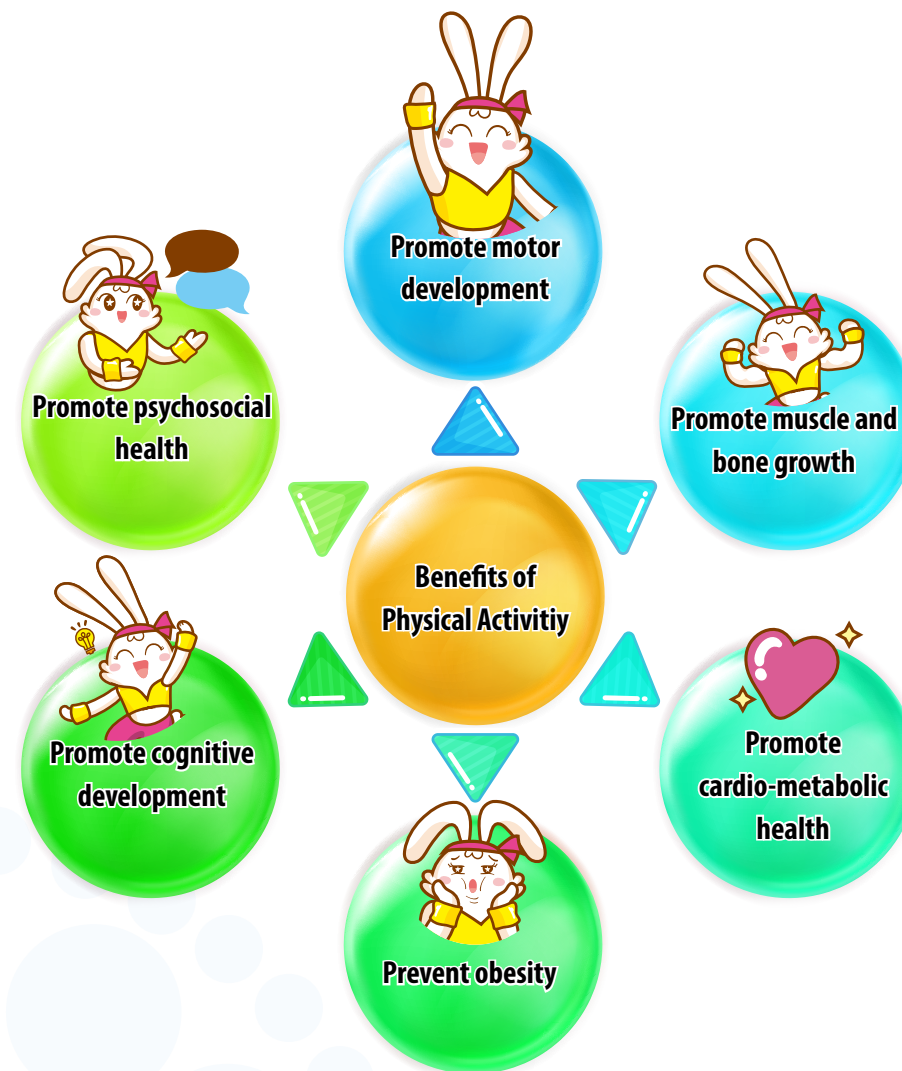 Promote motor
development
Promote psychosocial
health
Promote muscle and
bone growth
Benefits of
Physical Activitiy
Promote cognitive
development
Promote
cardio-metabolic
health
Prevent obesity